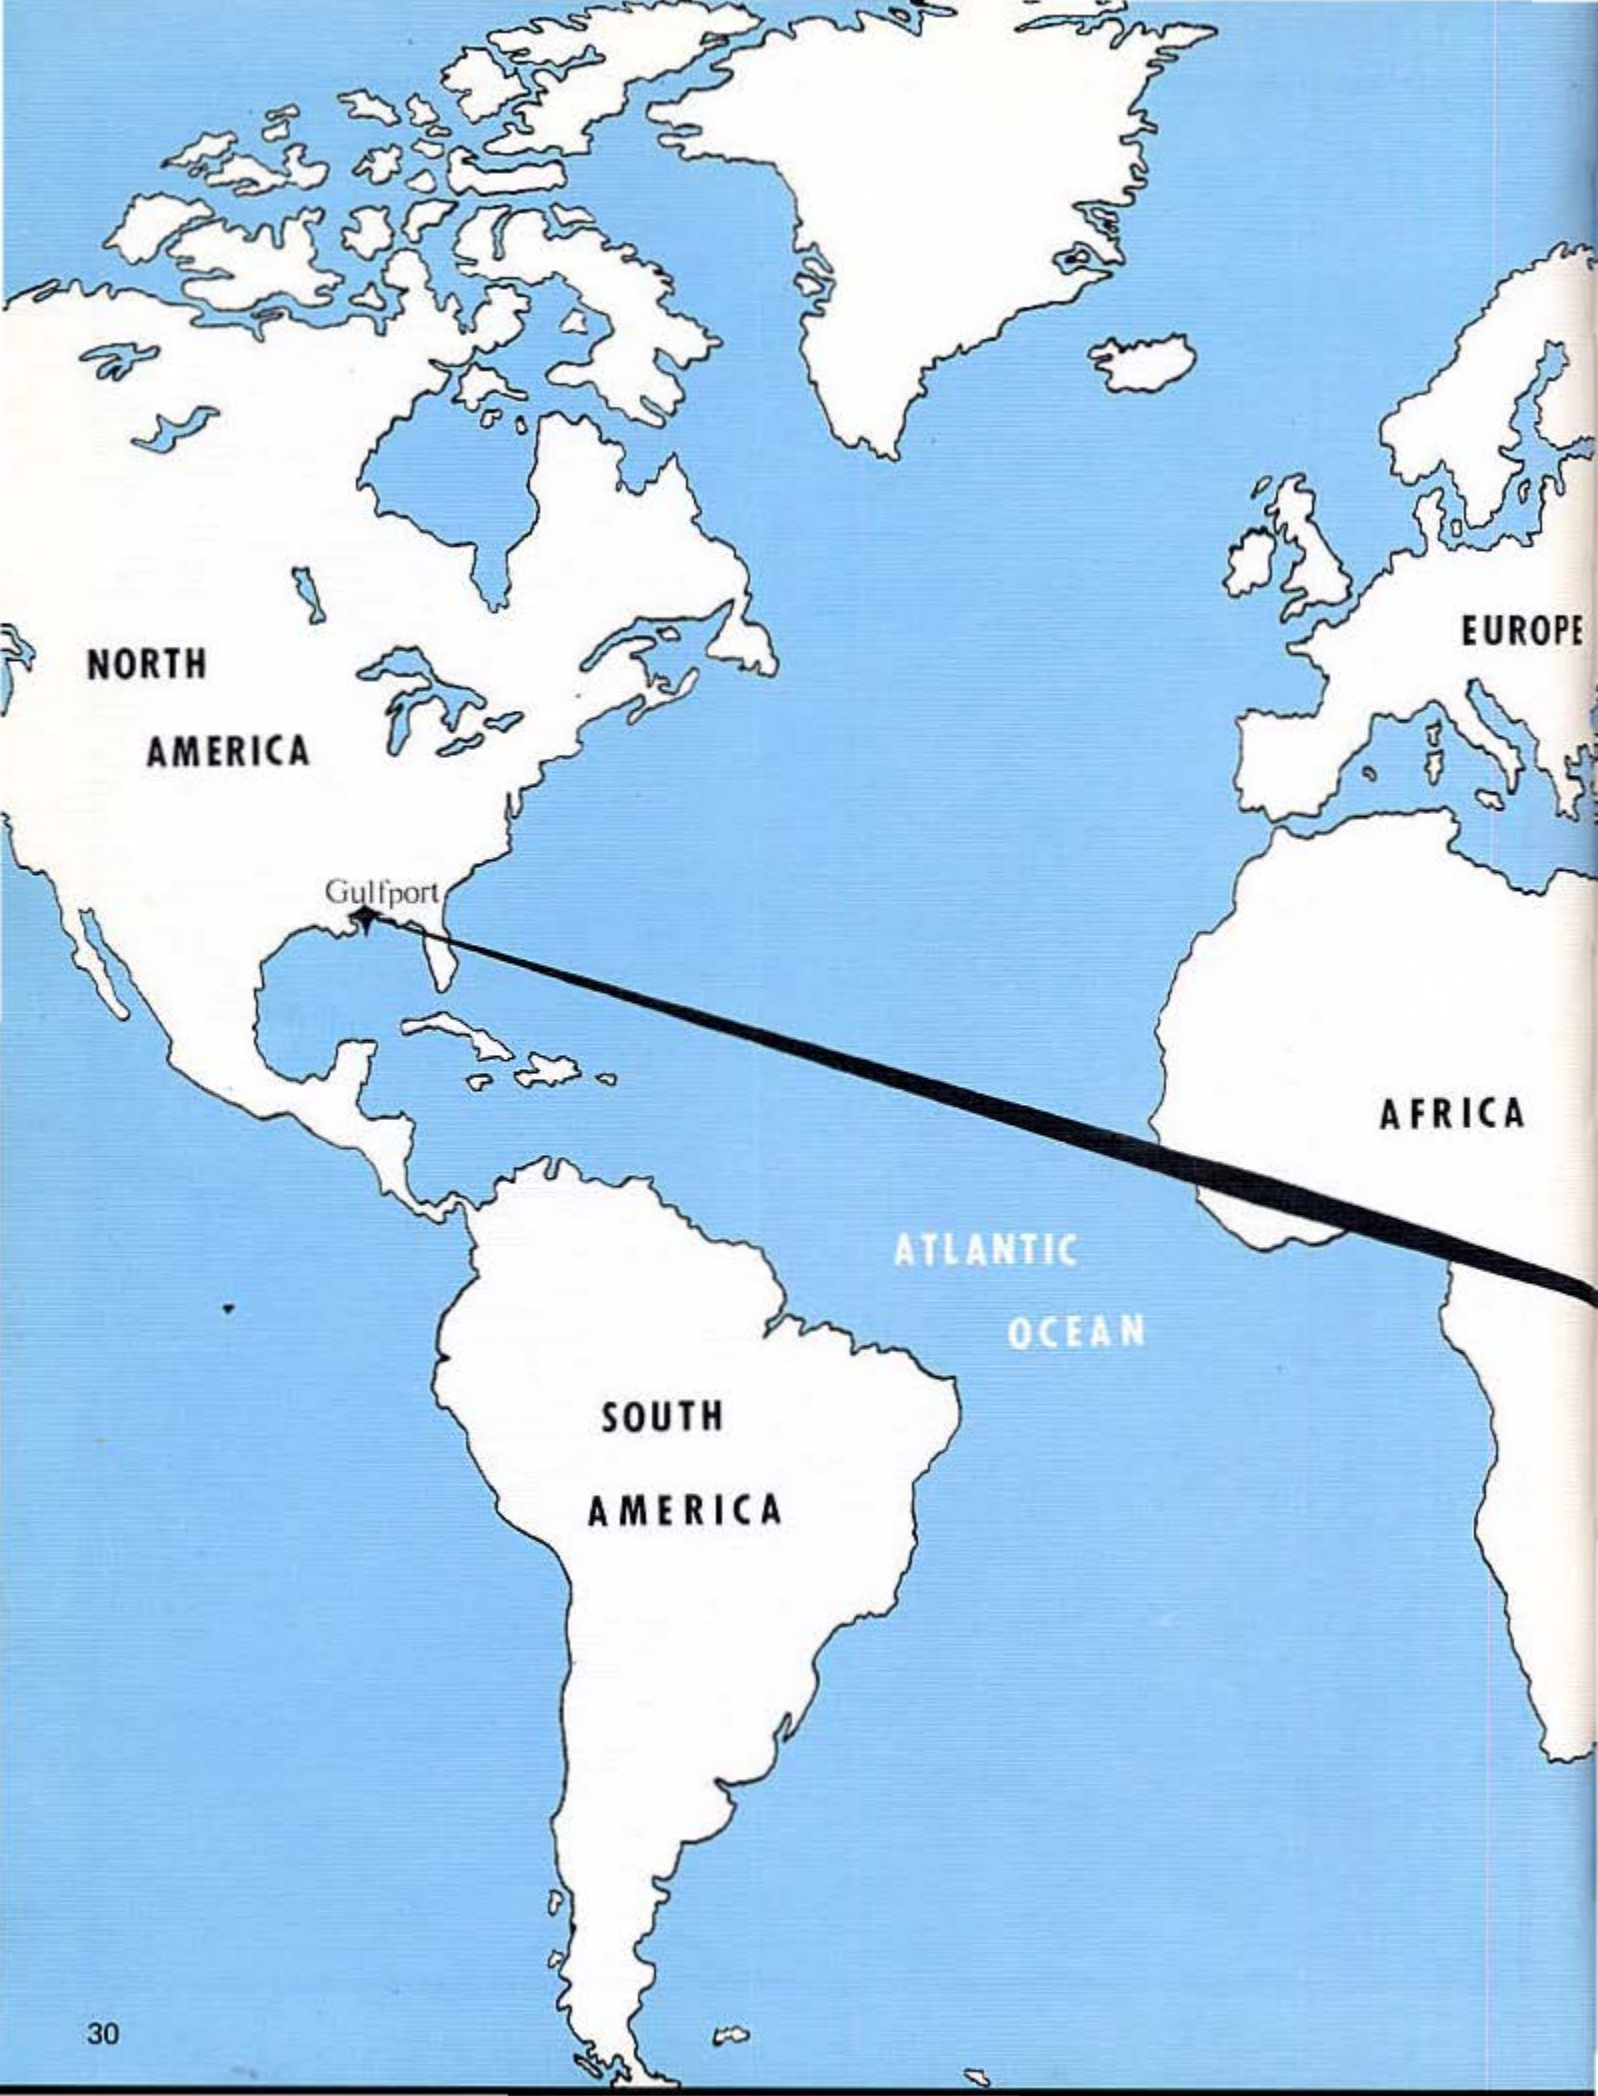 NORTH
AMERICA
EUROPE
Gulfport
AFRICA
ATLANTIC
OCEAN
SOUTH
AMERICA
30